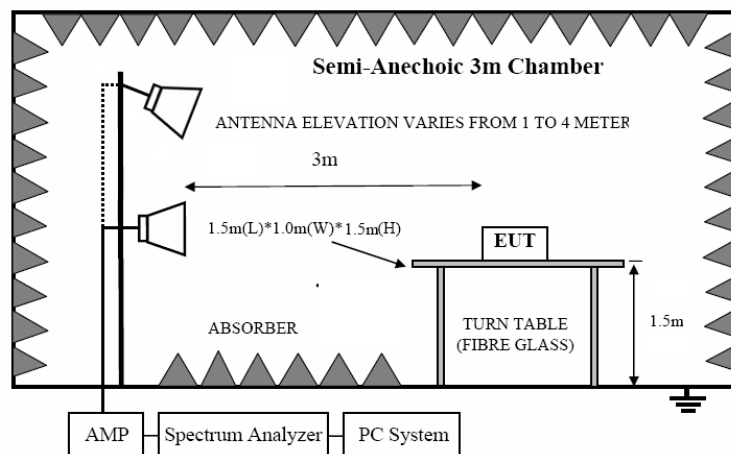 Semi-Anechoic 3m Chamber
ANTENNA ELEVATION VARIES FROM 1 TO 4 METER
3m
1.5m(L)*1.0m(W)*1.5m(H)
EUT
ABSORBER
TURN TABLE
(FIBRE GLASS)
1.5m
AMP
Spectrum Analyzer
PC System